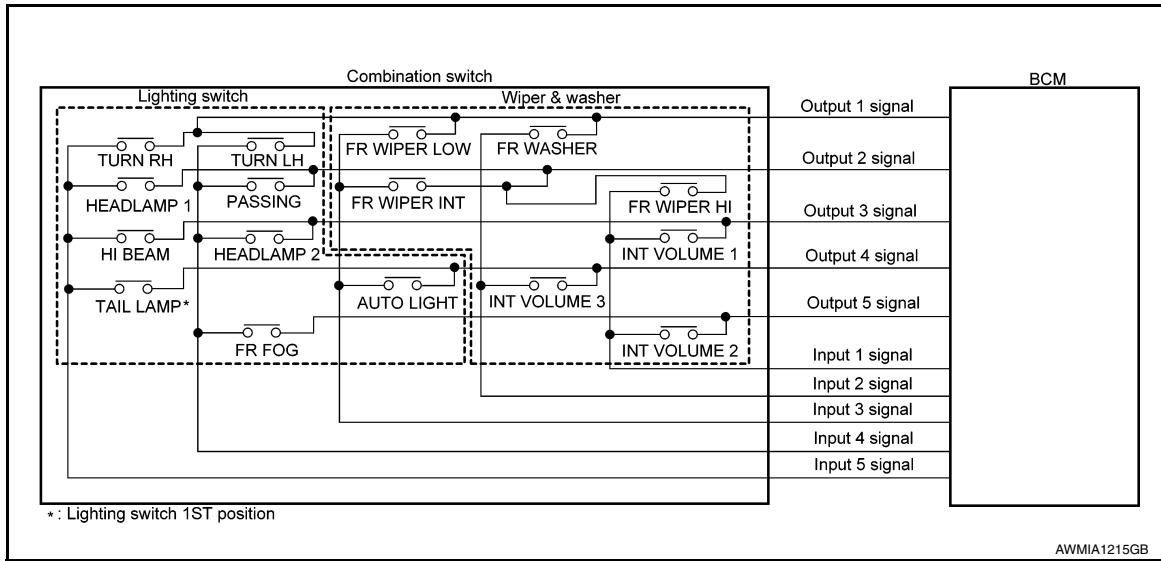 Combination switch
BCM
Lighting switch
Wiper & washer
Output 1 signal
TURN RH
TURN LH
FR WIPER LOW
FR WASHER
Output 2 signal
HEADLAMP 1
PASSING
FR WIPER INT
FR WIPER HI
Output 3 signal
HI BEAM
HEADLAMP 2
INT VOLUME 1
Output 4 signal
TAIL LAMP*
AUTO LIGHT
INT VOLUME 3
Output 5 signal
FR FOG
INT VOLUME 2
Input 1 signal
Input 2 signal
Input 3 signal
Input 4 signal
Input 5 signal
* : Lighting switch 1ST position
AWMIA1215GB